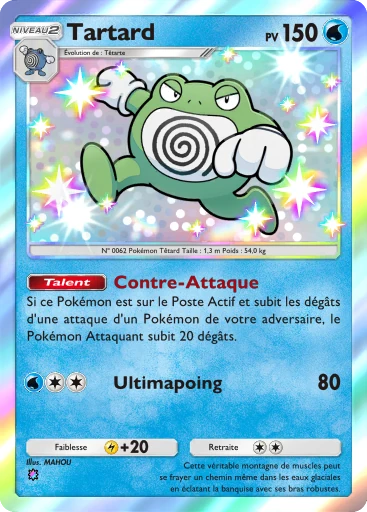 NIVEAU2
Tartard
PV 150
Évolution de : Têtarte
N° 0062 Pokémon Têtard Taille : 1,3 m Poids : 54,0 kg
Talent Contre-Attaque
Si ce Pokémon est sur le Poste Actif et subit les dégâts
d'une attaque d'un Pokémon de votre adversaire, le
Pokémon Attaquant subit 20 dégâts.
Ultimapoing 80
Faiblesse +20 Retraite
Illus. MAHOU
Cette véritable montagne de muscles peut
se frayer un chemin même dans les eaux glaciales
en éclatant la banquise avec ses bras robustes.